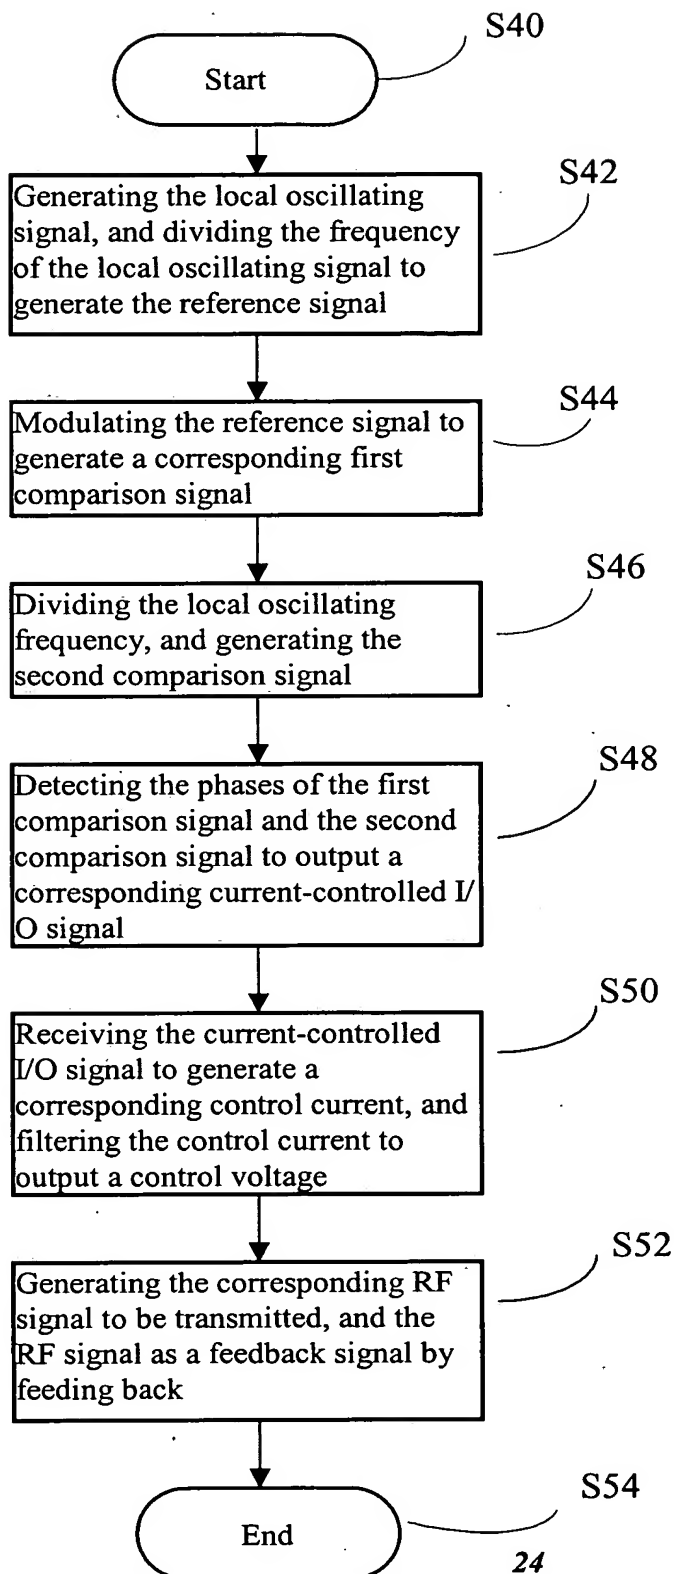 S40
Start
S42
Generating the local oscillating
signal, and dividing the frequency
of the local oscillating signal to
generate the reference signal
S44
Modulating the reference signal to
generate a corresponding first
comparison signal
S46
Dividing the local oscillating
frequency, and generating the
second comparison signal
S48
Detecting the phases of the first
comparison signal and the second
comparison signal to output a
corresponding current-controlled I/
O signal
S50
Receiving the current-controlled
I/O signal to generate a
corresponding control current, and
filtering the control current to
output a control voltage
S52
Generating the corresponding RF
signal to be transmitted, and the
RF signal as a feedback signal by
feeding back
S54
End
24